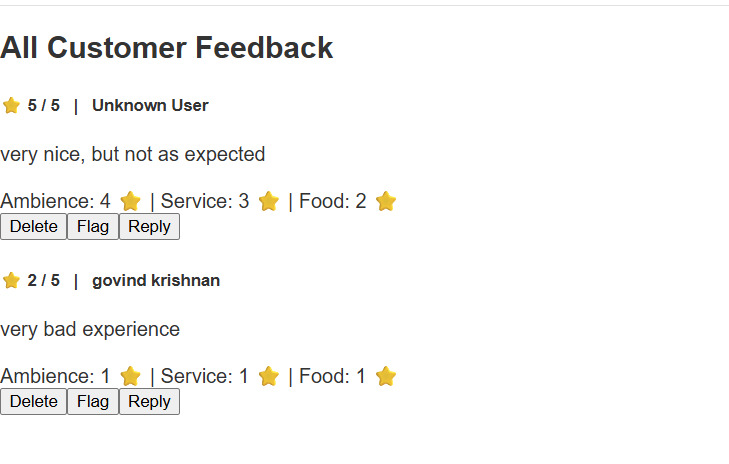 All Customer Feedback
⭐ 5 / 5 | Unknown User
very nice, but not as expected
Ambience: 4 ⭐ | Service: 3 ⭐ | Food: 2 ⭐
Delete Flag Reply
⭐ 2 / 5 | govind krishnan
very bad experience
Ambience: 1 ⭐ | Service: 1 ⭐ | Food: 1 ⭐
Delete Flag Reply